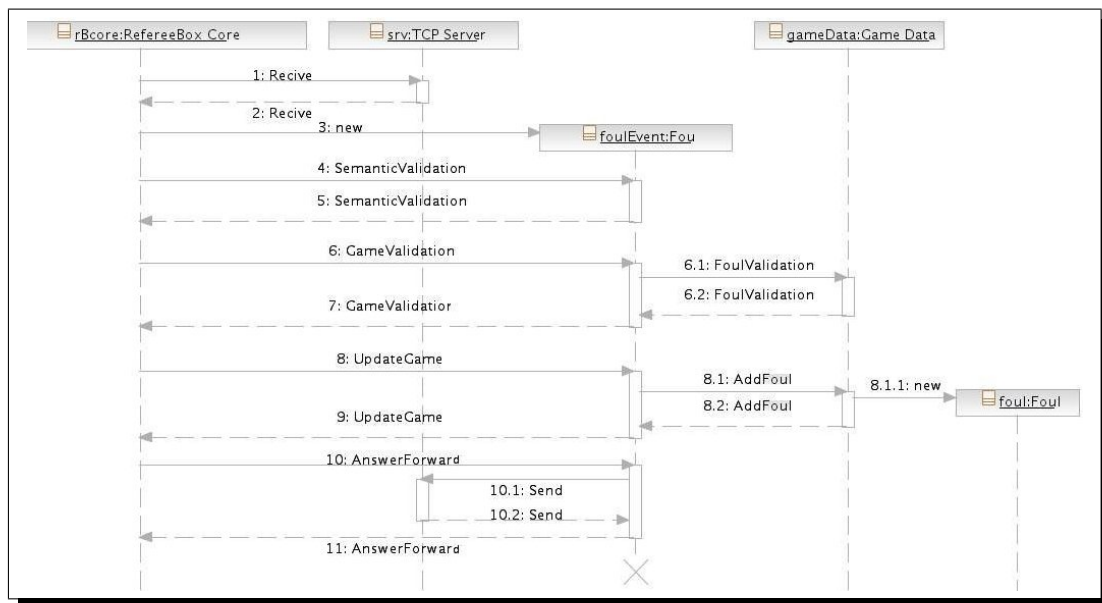 rBcore:RefereeBox Core
srv:TCP Server
gameData:Game Data
1: Recive
2: Recive
3: new
foulEvent:Fou
4: SemanticValidation
5: SemanticValidation
6: GameValidation
6.1: FoulValidation
6.2: FoulValidation
7: GameValidatior
8: UpdateGame
8.1: AddFoul
8.1.1: new
foul:Foul
8.2: AddFoul
9: UpdateGame
10: AnswerForward
10.1: Send
10.2: Send
11: AnswerForward